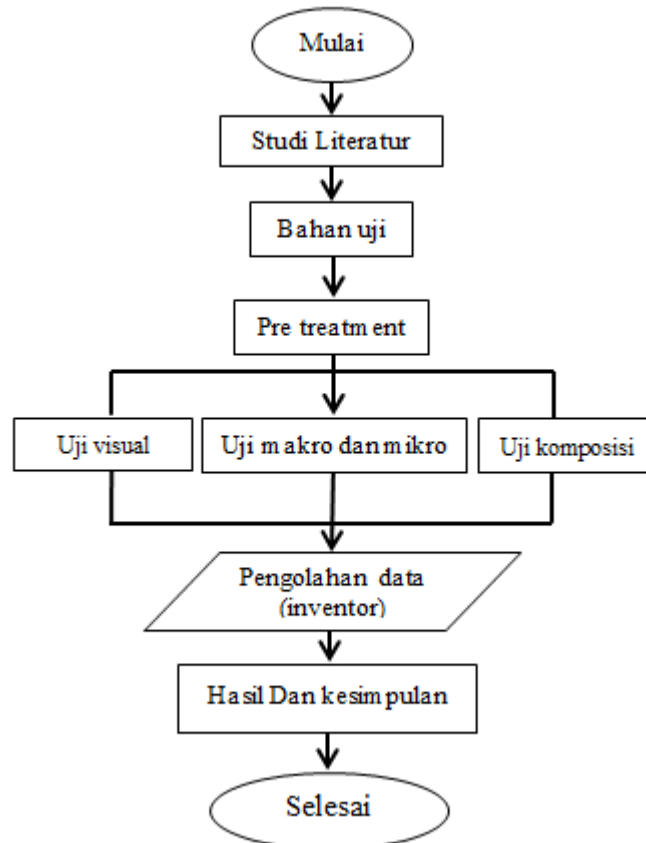 Mulai
Studi Literatur
Bahan uji
Pre treatment
Uji visual
Uji makro dan mikro
Uji komposisi
Pengolahan data
(inventor)
Hasil Dan kesimpulan
Selesai